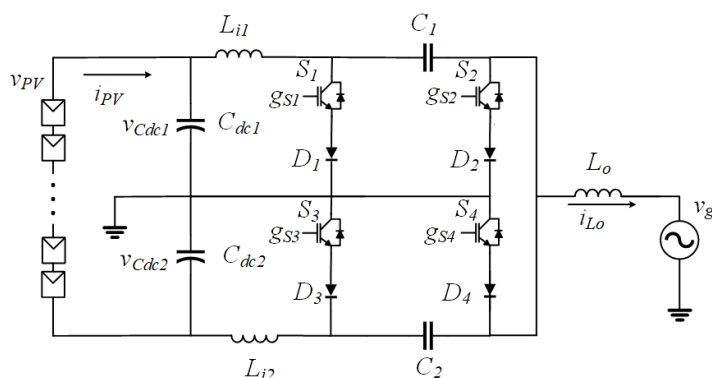 L_{i1}
C_1
v_{PV}
i_{PV}
S_1
S_2
g_{S1}
g_{S2}
v_{Cdc1}
C_{dc1}
D_1
D_2
L_o
v_g
S_3
S_4
i_{Lo}
g_{S3}
g_{S4}
v_{Cdc2}
C_{dc2}
D_3
D_4
L_{i2}
C_2